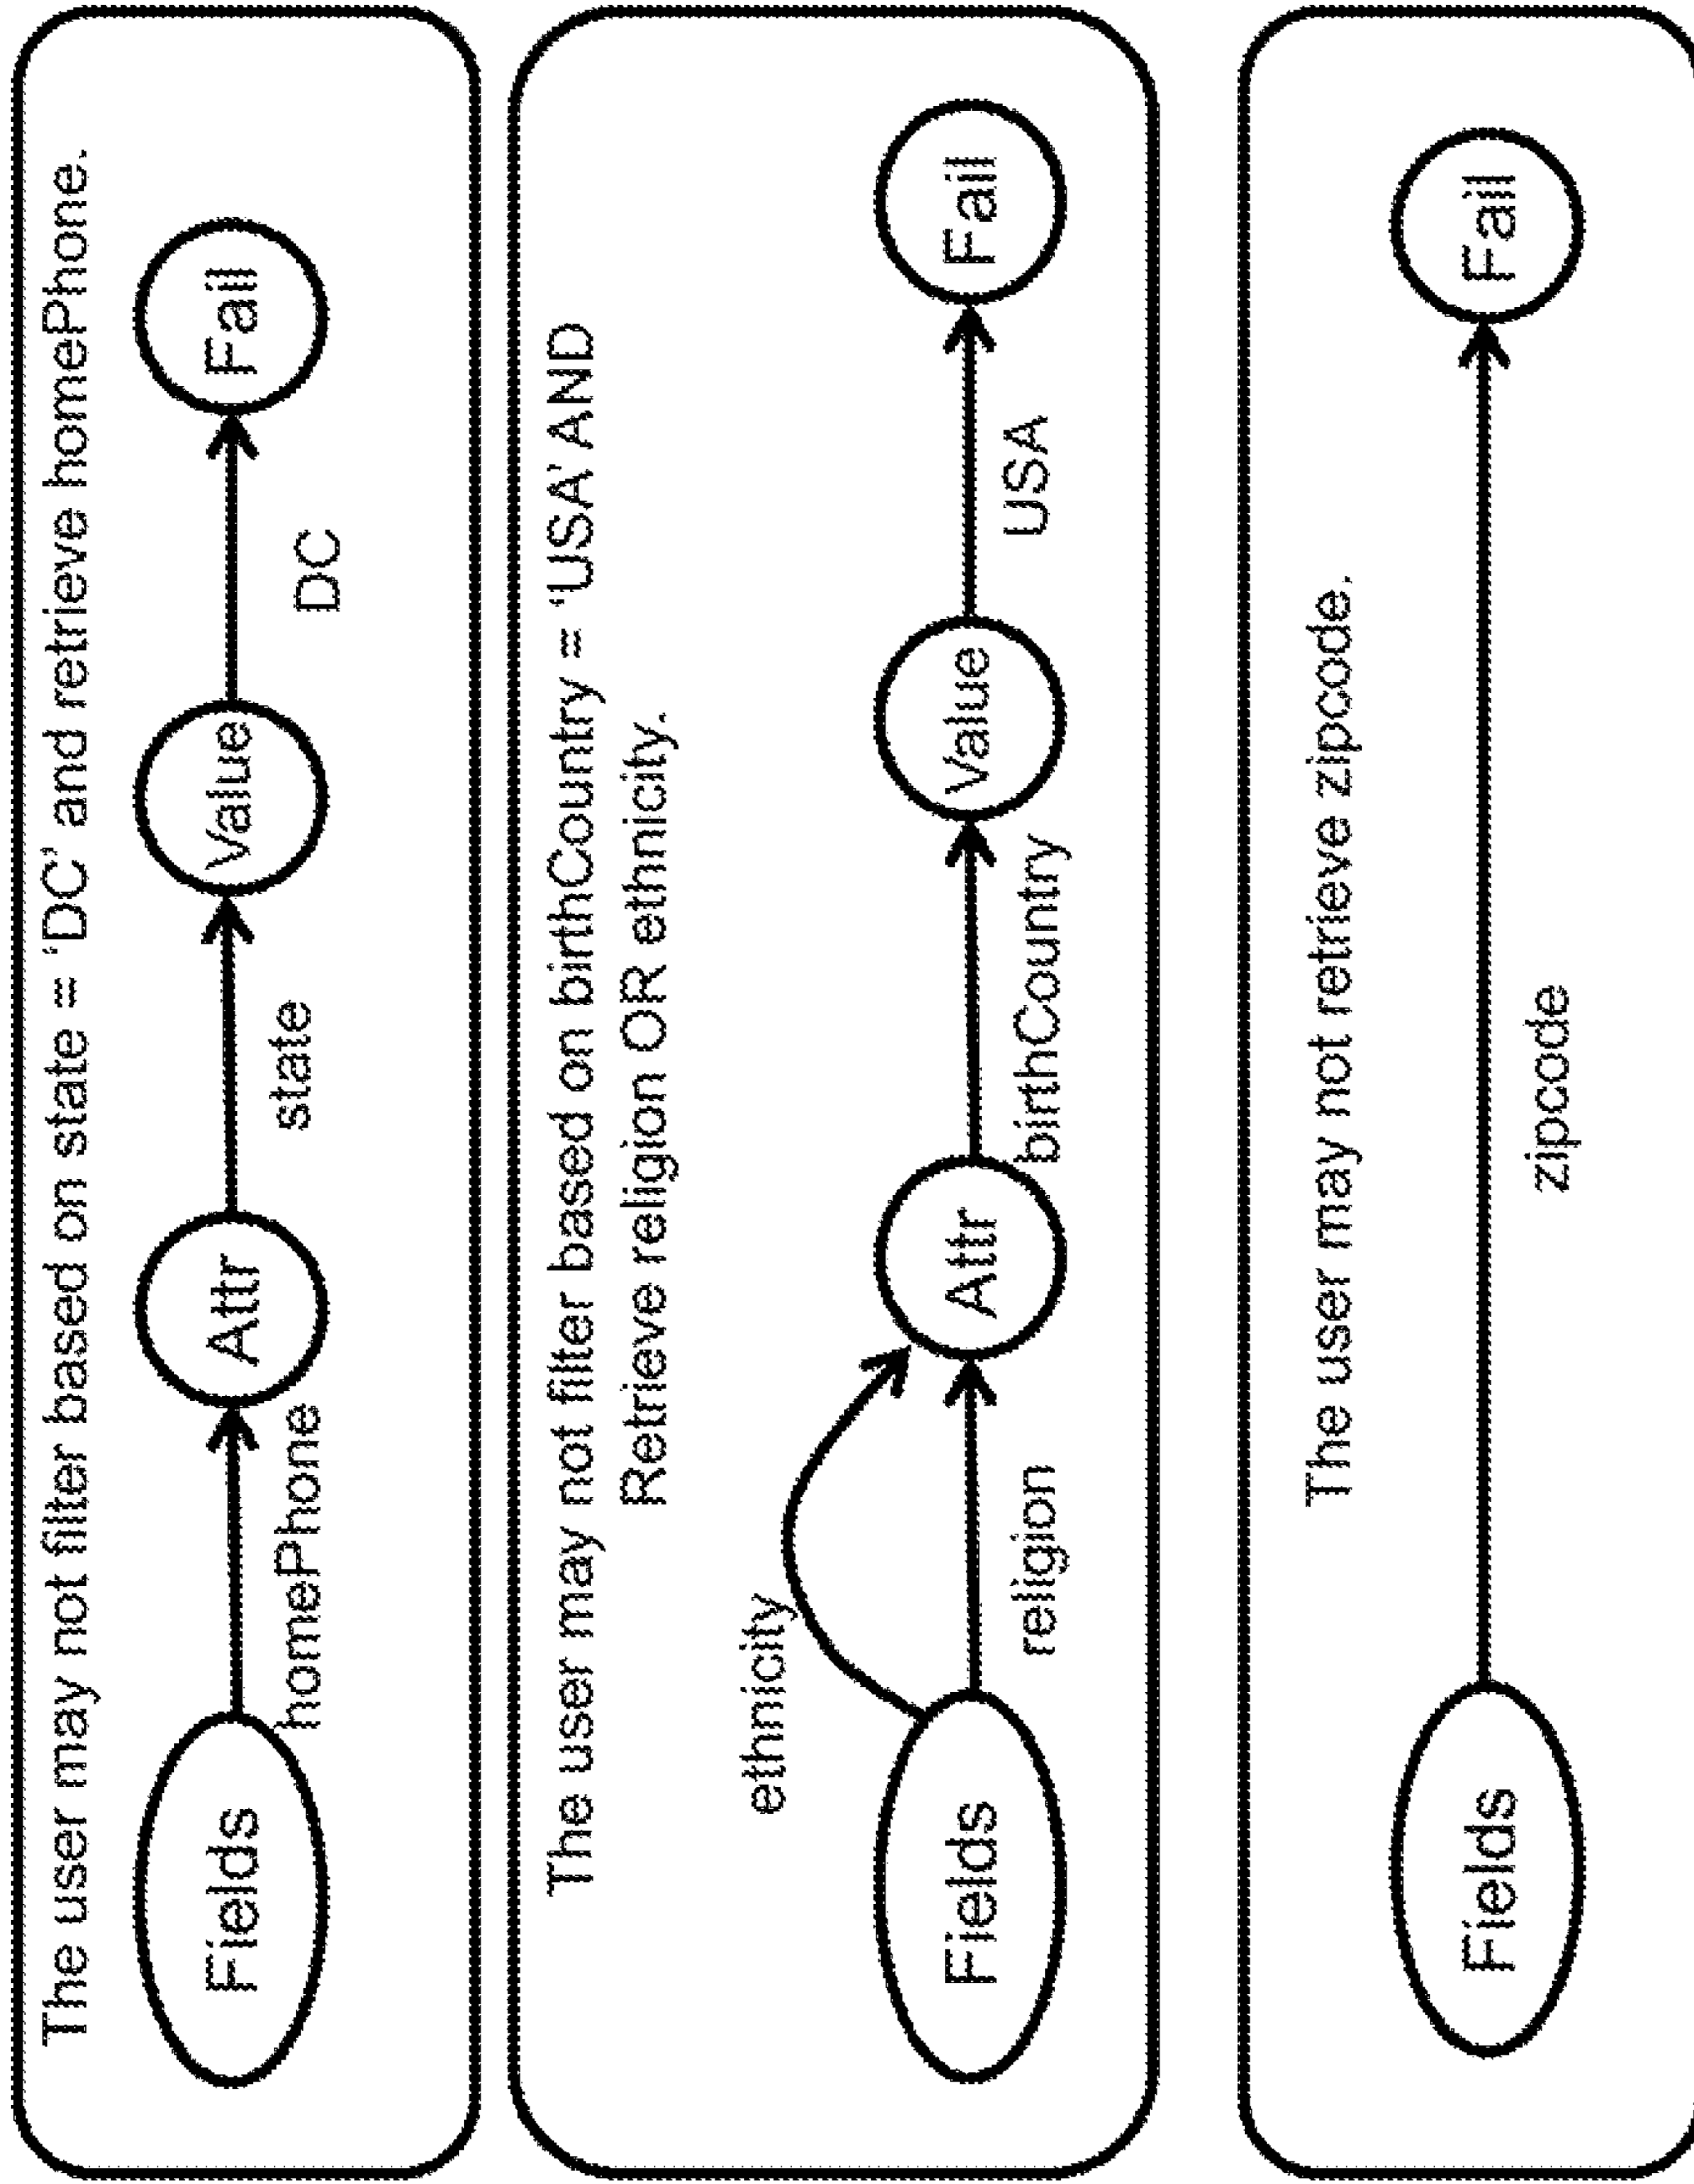 The user may not filter based on state = ‘DC’ and retrieve homePhone.
Fields
homePhone
Attr
state
Value
DC
Fail
The user may not filter based on birthCountry = ‘USA’ AND
Retrieve religion OR ethnicity.
ethnicity
Fields
religion
Attr
birthCountry
Value
USA
Fail
The user may not retrieve zipcode.
Fields
zipcode
Fail